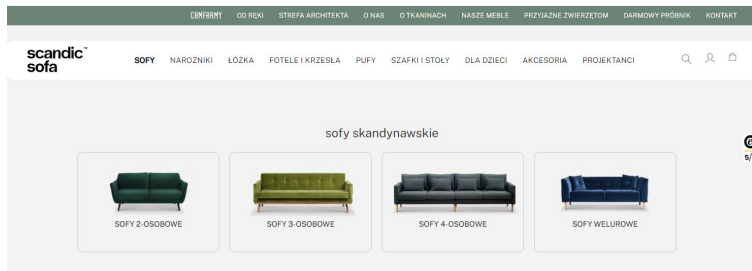 COMFORMY OD RĘKI STREFA ARCHITEKTA O NAS O TKANINACH NASZE MEBLE PRZYJAZNE ZWIERZĘTOM DARMOWY PRÓBNIK KONTAKT
scandic™
sofa
SOFY NAROŻNIKI ŁÓŻKA FOTELE I KRZESŁA PUFY SZAFKI I STOŁY DLA DZIECI AKCESORIA PROJEKTANCI
sofy skandynawskie
5/
SOFY 2-OSOBOWE SOFY 3-OSOBOWE SOFY 4-OSOBOWE SOFY WELUROWE